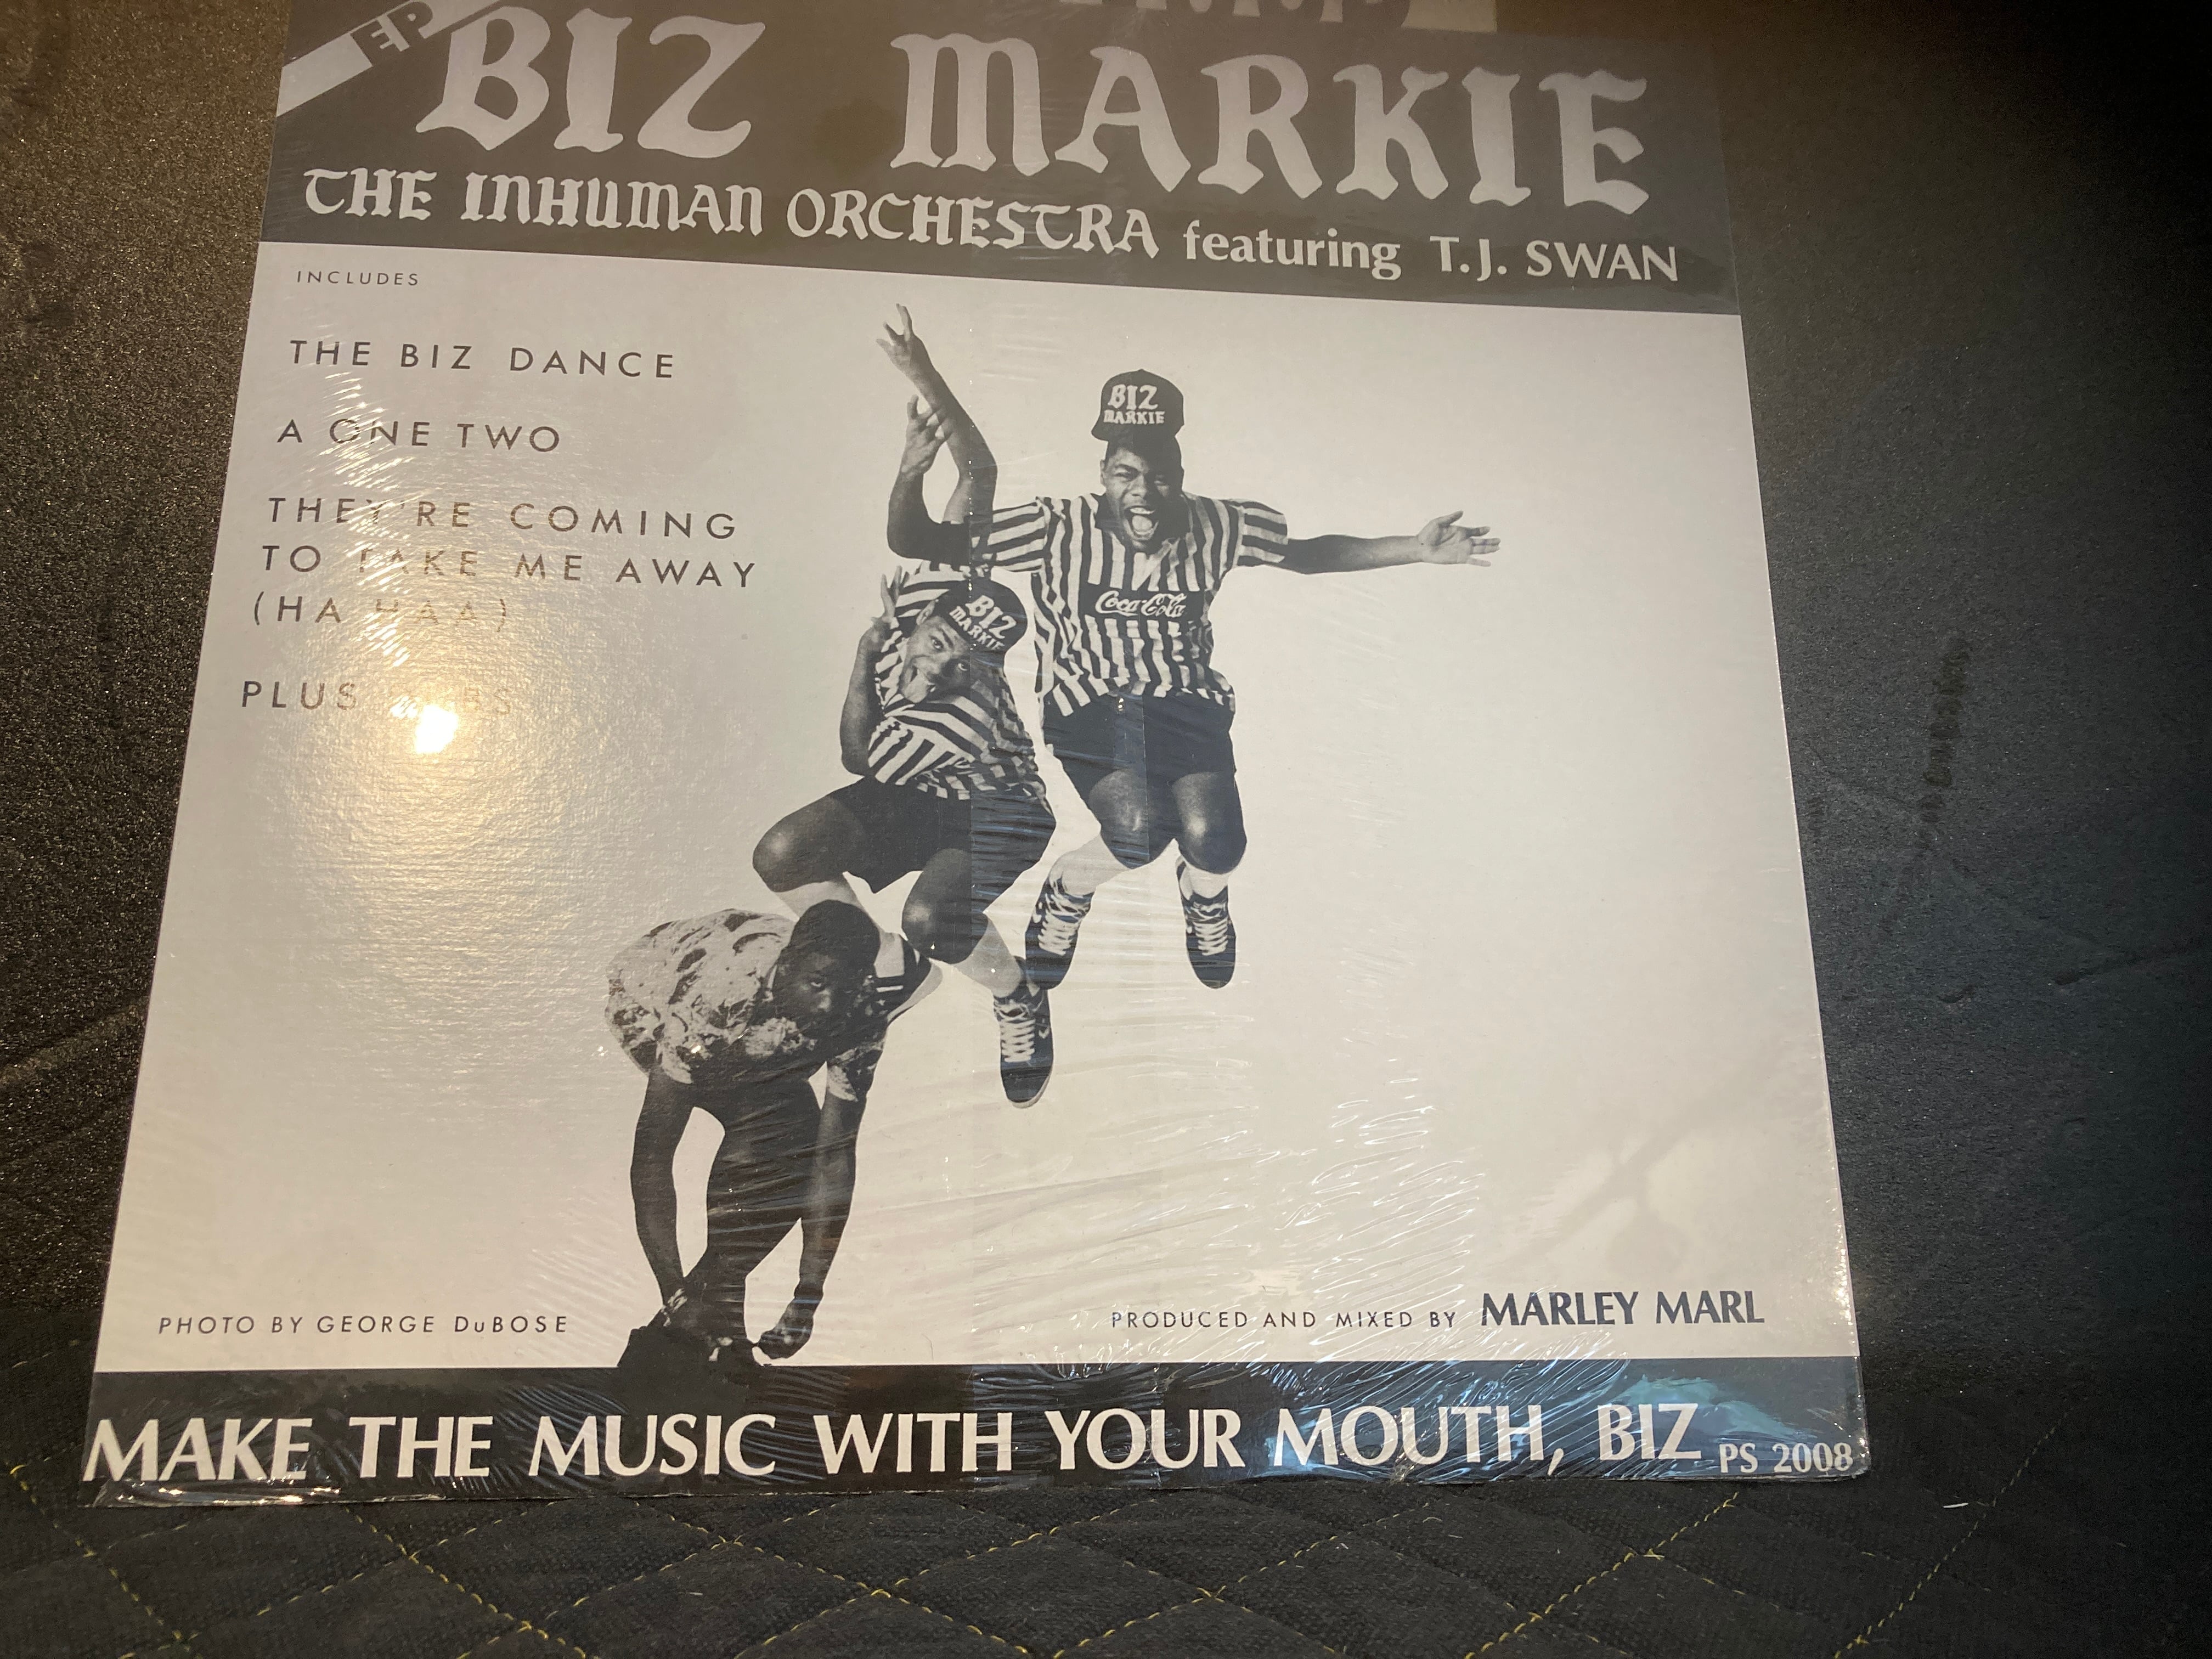 EP
BIZ MARKIE
THE INHUMAN ORCHESTRA featuring T.J. SWAN
INCLUDES
THE BIZ DANCE
A ONE TWO
THEY'RE COMING
TO TAKE ME AWAY
(HA HAA)
PLUS
BIZ
MARKIE
Coca-Cola
BIZ
MARKIE
PHOTO BY GEORGE DuBOSE
PRODUCED AND MIXED BY MARLEY MARL
MAKE THE MUSIC WITH YOUR MOUTH, BIZ PS 2008